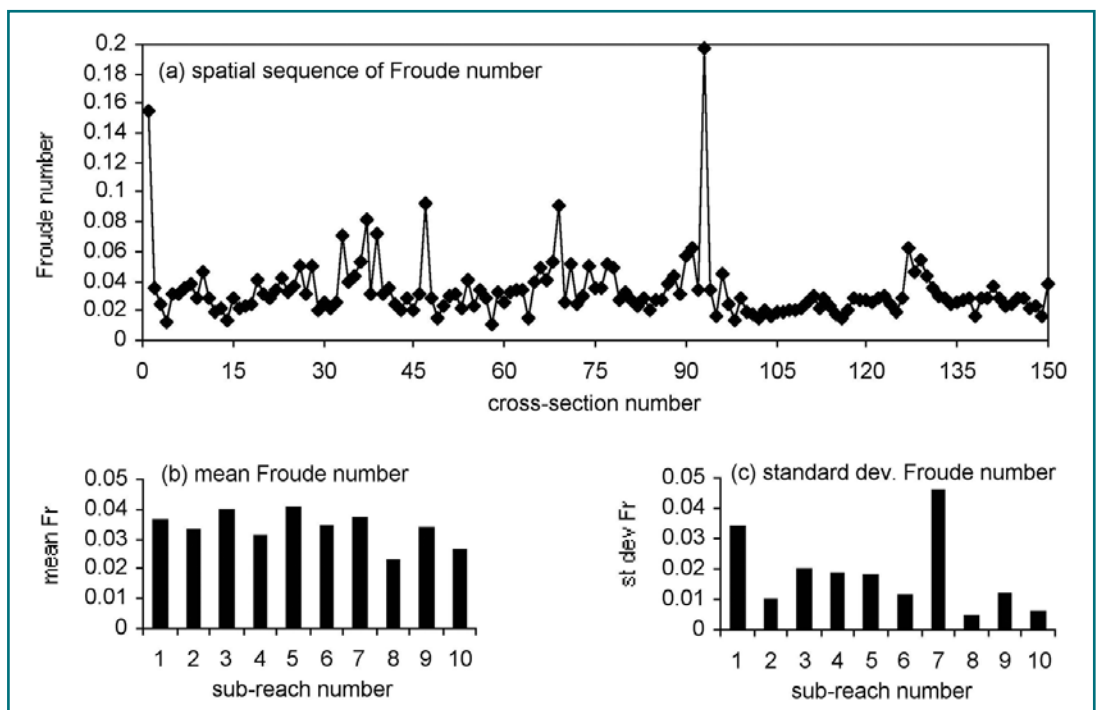 (a) spatial sequence of Froude number
Froude number
0.2
0.18
0.16
0.14
0.12
0.1
0.08
0.06
0.04
0.02
0
0 15 30 45 60 75 90 105 120 135 150
cross-section number
(b) mean Froude number
mean Fr
0.05
0.04
0.03
0.02
0.01
0
1 2 3 4 5 6 7 8 9 10
sub-reach number
(c) standard dev. Froude number
st dev Fr
0.05
0.04
0.03
0.02
0.01
0
1 2 3 4 5 6 7 8 9 10
sub-reach number